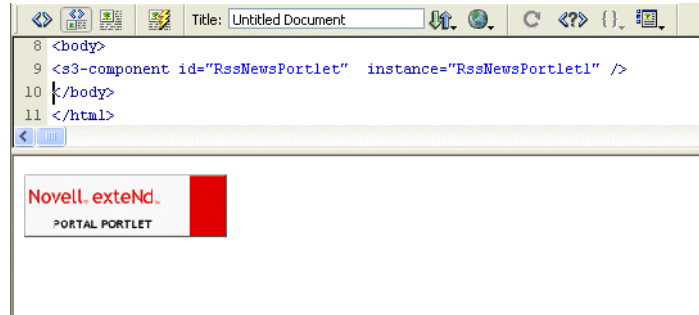 Title: Untitled Document
8 <body>
9 <s3-component id="RssNewsPortlet" instance="RssNewsPortlet1" />
10 </body>
11 </html>
Novell® exteNd™
PORTAL PORTLET